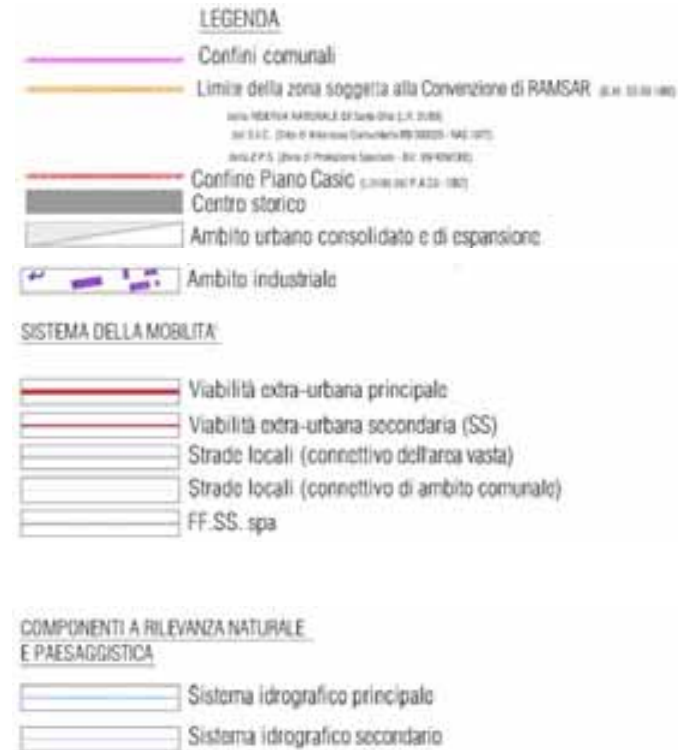 LEGENDA
Confini comunali
Limite della zona soggetta alla Convenzione di RAMSAR
Confine Piano Casic
Centro storico
Ambito urbano consolidato e di espansione
Ambito industriale
SISTEMA DELLA MOBILITA'
Viabilità extra-urbana principale
Viabilità extra-urbana secondaria (SS)
Strade locali (connettivo dell'area vasta)
Strade locali (connettivo di ambito comunale)
FF.SS. spa
COMPONENTI A RILEVANZA NATURALE
E PAESAGGISTICA
Sistema idrografico principale
Sistema idrografico secondario